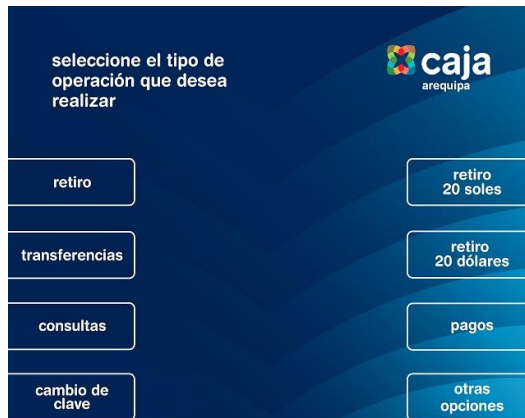 seleccione el tipo de
operación que desea
realizar
caja
arequipa
retiro
retiro
20 soles
transferencias
retiro
20 dólares
consultas
pagos
cambio de
clave
otras
opciones